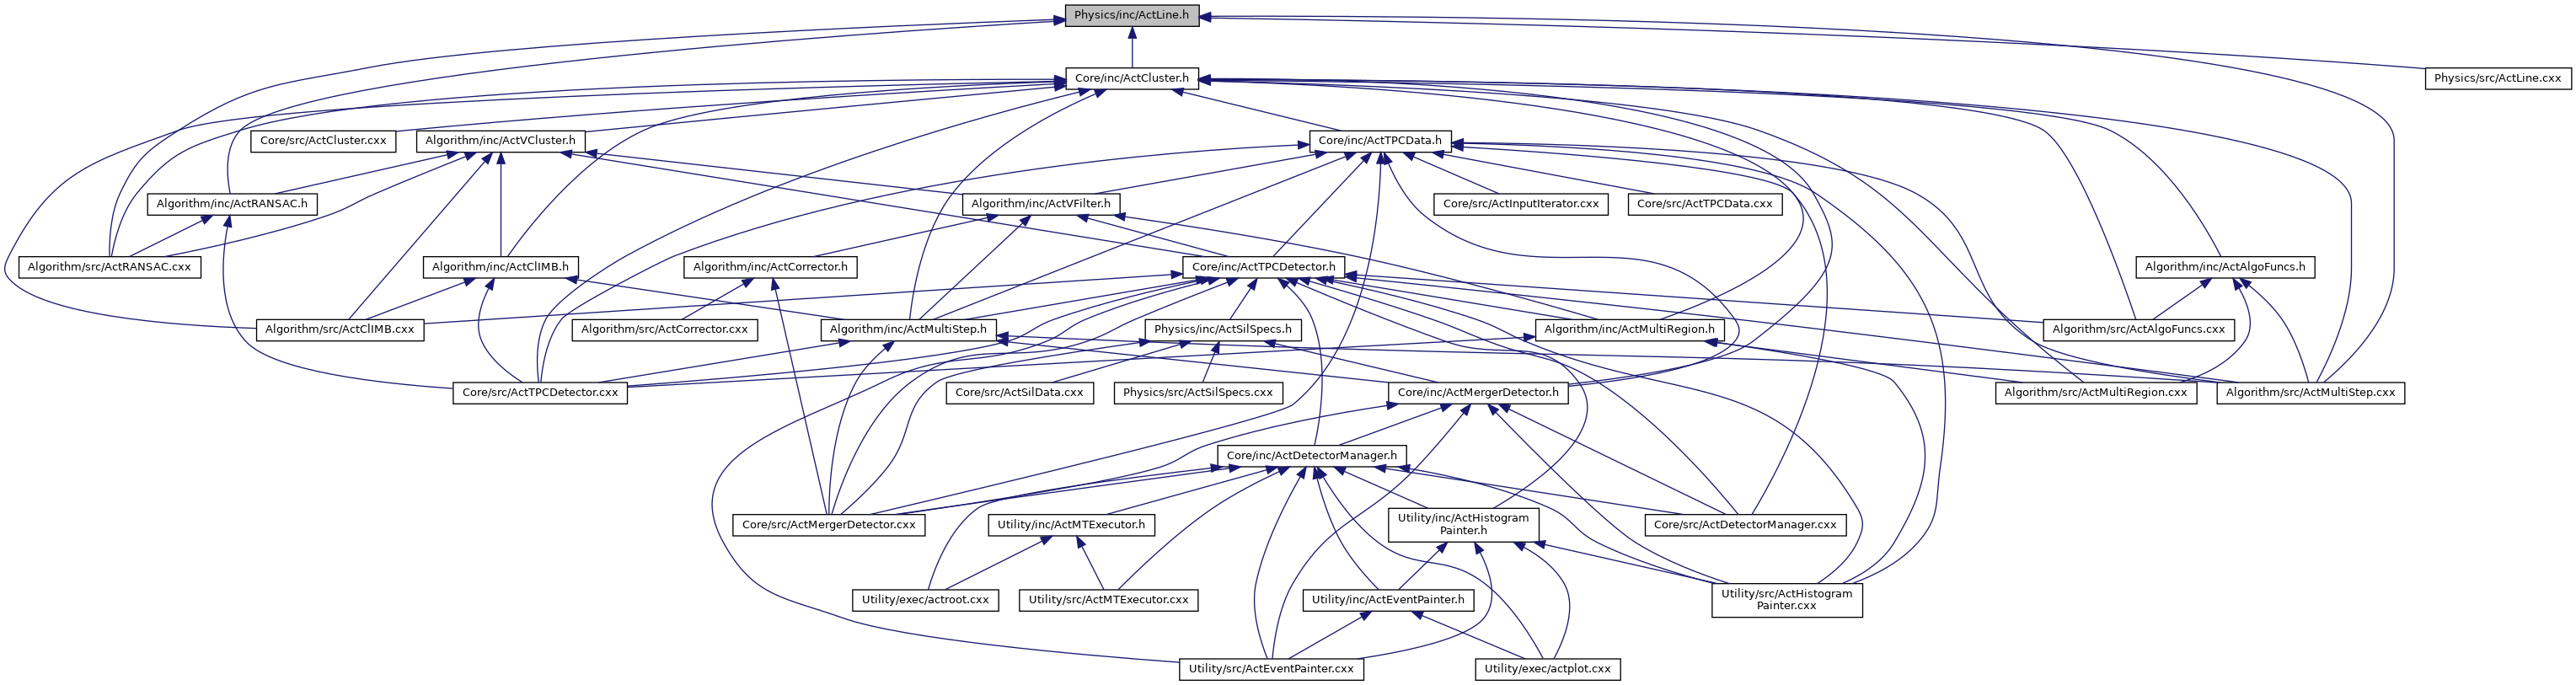 Physics/inc/ActLine.h
Core/inc/ActCluster.h
Physics/src/ActLine.cxx
Core/src/ActCluster.cxx
Algorithm/inc/ActVCluster.h
Core/inc/ActTPCData.h
Algorithm/inc/ActRANSAC.h
Algorithm/inc/ActVFilter.h
Core/src/ActInputIterator.cxx
Core/src/ActTPCData.cxx
Algorithm/src/ActRANSAC.cxx
Algorithm/inc/ActClIMB.h
Algorithm/inc/ActCorrector.h
Core/inc/ActTPCDetector.h
Algorithm/inc/ActAlgoFuncs.h
Algorithm/src/ActClIMB.cxx
Algorithm/src/ActCorrector.cxx
Algorithm/inc/ActMultiStep.h
Physics/inc/ActSilSpecs.h
Algorithm/inc/ActMultiRegion.h
Algorithm/src/ActAlgoFuncs.cxx
Core/src/ActTPCDetector.cxx
Core/src/ActSilData.cxx
Physics/src/ActSilSpecs.cxx
Core/inc/ActMergerDetector.h
Algorithm/src/ActMultiRegion.cxx
Algorithm/src/ActMultiStep.cxx
Core/inc/ActDetectorManager.h
Core/src/ActMergerDetector.cxx
Utility/inc/ActMTExecutor.h
Utility/inc/ActHistogram
Painter.h
Core/src/ActDetectorManager.cxx
Utility/exec/actroot.cxx
Utility/src/ActMTExecutor.cxx
Utility/inc/ActEventPainter.h
Utility/src/ActHistogram
Painter.cxx
Utility/src/ActEventPainter.cxx
Utility/exec/actplot.cxx